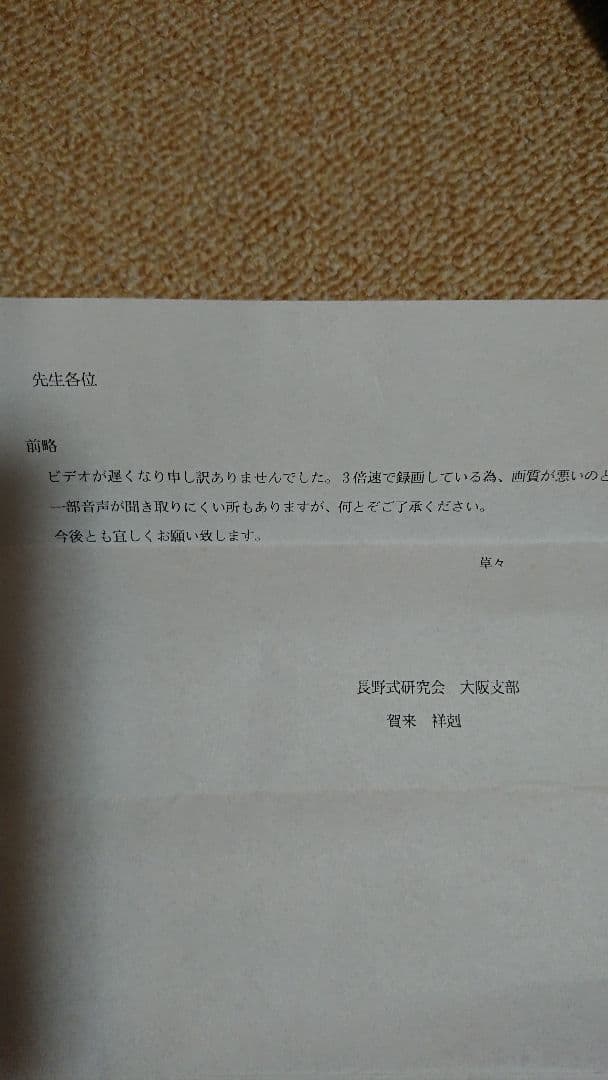 先生各位
前略
ビデオが遅くなり申し訳ありませんでした。3倍速で録画している為、画質が悪いのと
一部音声が聞き取りにくい所もありますが、何とぞご了承ください。
今後とも宜しくお願い致します。
草々
長野式研究会 大阪支部
賀来 祥剋